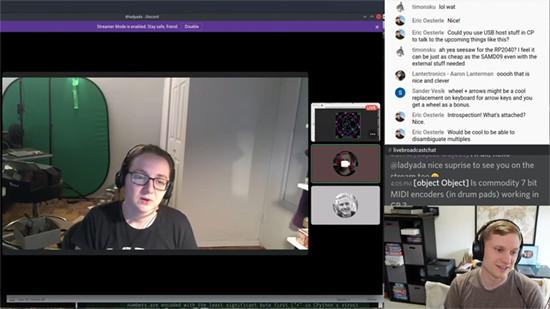 @ladyada - Discord
Streamer Mode is enabled. Stay safe, friend. Disable
LIVE
timonsku lol wat
Eric Oesterle Nice!
Eric Oesterle Could you use USB host stuff in CP
to talk to the upcoming things like this?
timonsku ah yea seesaw for the RP2040? I feel it
can be just as cheap as the SAMD09 even with the
external stuff needed
Lantertronics - Aaron Lanterman ooooh that is
nice and clever
Sander Vesik wheel + arrows might be a cool
replacement on keyboard for arrow keys and you
get a wheel as a bonus.
Eric Oesterle Introspection! What's attached?
Nice.
Eric Oesterle Would be cool to be able to
disambiguate multiples
#livebroadcastchat
@ladyada nice suprise to see you on the
stream too
4:05 PM [object Object] Is commodity 7 bit
MIDI encoders (in drum pads) working in
numbers are encoded with the least significant byte first ("<" in CPython's struct